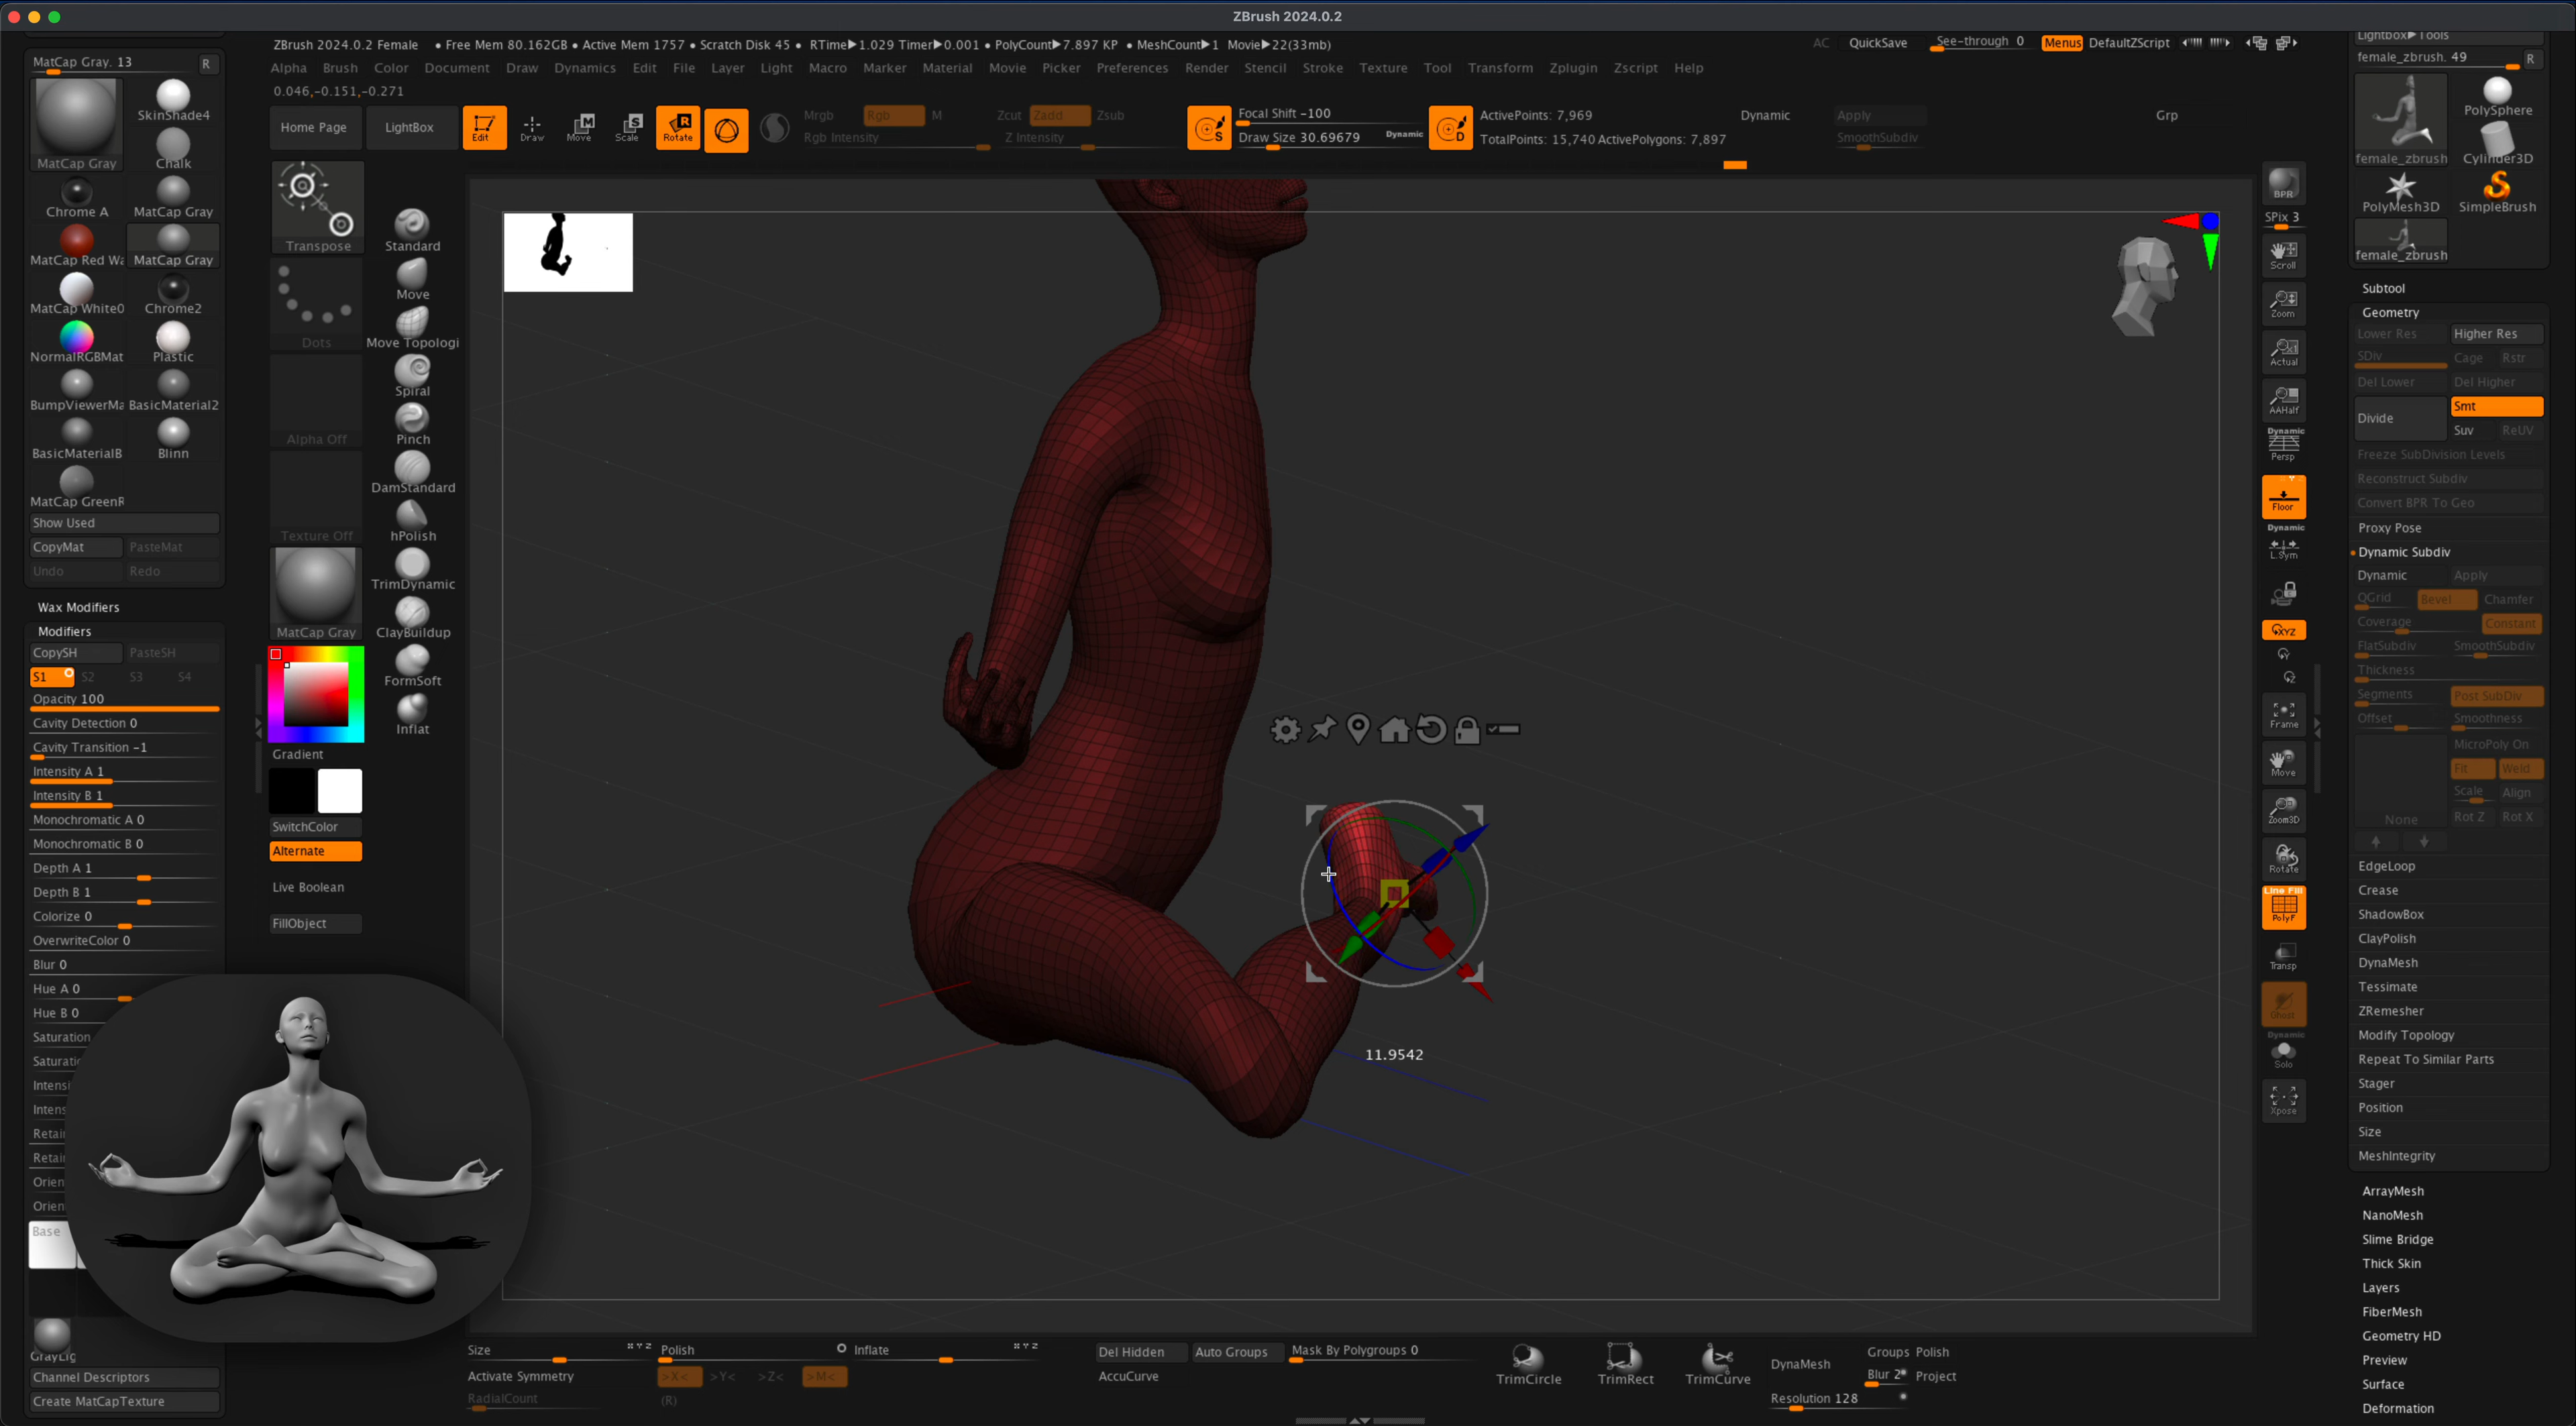 ZBrush 2024.0.2
ZBrush 2024.0.2 Female • Free Mem 80.162GB • Active Mem 1757 • Scratch Disk 45 • RTime▶1.029 Timer▶0.001 • PolyCount▶7.897 KP • MeshCount▶1 Movie▶22(33mb)
AC QuickSave See-through 0 Menus DefaultZScript
Alpha Brush Color Document Draw Dynamics Edit File Layer Light Macro Marker Material Movie Picker Preferences Render Stencil Stroke Texture Tool Transform Zplugin Zscript Help
0.046,-0.151,-0.271
Home Page LightBox Edit Draw Move Scale Rotate
Mrgb Rgb M Zcut Zadd Zsub
Rgb Intensity Z Intensity
Focal Shift -100
Draw Size 30.69679 Dynamic
ActivePoints: 7,969
TotalPoints: 15,740 ActivePolygons: 7,897
Dynamic Apply Grp
SmoothSubdiv
MatCap Gray. 13 R
SkinShade4
MatCap Gray Chalk
Chrome A MatCap Gray
MatCap Red Wa MatCap Gray
MatCap White0 Chrome2
NormalRGBMat Plastic
BumpViewerMa BasicMaterial2
BasicMaterialB Blinn
MatCap GreenR
Show Used
CopyMat PasteMat
Undo Redo
Wax Modifiers
Modifiers
CopySH PasteSH
S1 S2 S3 S4
Opacity 100
Cavity Detection 0
Cavity Transition -1
Intensity A 1
Intensity B 1
Monochromatic A 0
Monochromatic B 0
Depth A 1
Depth B 1
Colorize 0
OverwriteColor 0
Blur 0
Hue A 0
Hue B 0
Saturation
Saturatic
Intensi
Intens
Retai
Retai
Orien
Orien
Base
GrayLig
Channel Descriptors
Create MatCapTexture
Transpose
Dots
Alpha Off
Texture Off
MatCap Gray
Gradient
SwitchColor
Alternate
Live Boolean
FillObject
Standard
Move
Move Topologi
Spiral
Pinch
DamStandard
hPolish
TrimDynamic
ClayBuildup
FormSoft
Inflat
11.9542
BPR
SPix 3
Scroll
Zoom
Actual
AAHalf
Dynamic
Persp
Floor
Dynamic
L.Sym
XYZ
Y
Z
Frame
Move
Zoom3D
Rotate
Line Fill
PolyF
Transp
Ghost
Dynamic
Solo
Xpose
Lightbox▶Tools
female_zbrush. 49 R
PolySphere
female_zbrush Cylinder3D
PolyMesh3D SimpleBrush
female_zbrush
Subtool
Geometry
Lower Res Higher Res
SDiv Cage Rstr
Del Lower Del Higher
Divide Smt
Suv ReUV
Freeze SubDivision Levels
Reconstruct Subdiv
Convert BPR To Geo
Proxy Pose
Dynamic Subdiv
Dynamic Apply
QGrid Bevel Chamfer
Coverage Constant
FlatSubdiv SmoothSubdiv
Thickness
Segments Post SubDiv
Offset Smoothness
MicroPoly On
Fit Weld
Scale Align
None Rot Z Rot X
EdgeLoop
Crease
ShadowBox
ClayPolish
DynaMesh
Tessimate
ZRemesher
Modify Topology
Repeat To Similar Parts
Stager
Position
Size
MeshIntegrity
ArrayMesh
NanoMesh
Slime Bridge
Thick Skin
Layers
FiberMesh
Geometry HD
Preview
Surface
Deformation
Size Polish Inflate
Activate Symmetry >X< >Y< >Z< >M<
RadialCount (R)
Del Hidden Auto Groups Mask By Polygroups 0
AccuCurve
TrimCircle TrimRect TrimCurve
DynaMesh Groups Polish
Blur 2 Project
Resolution 128